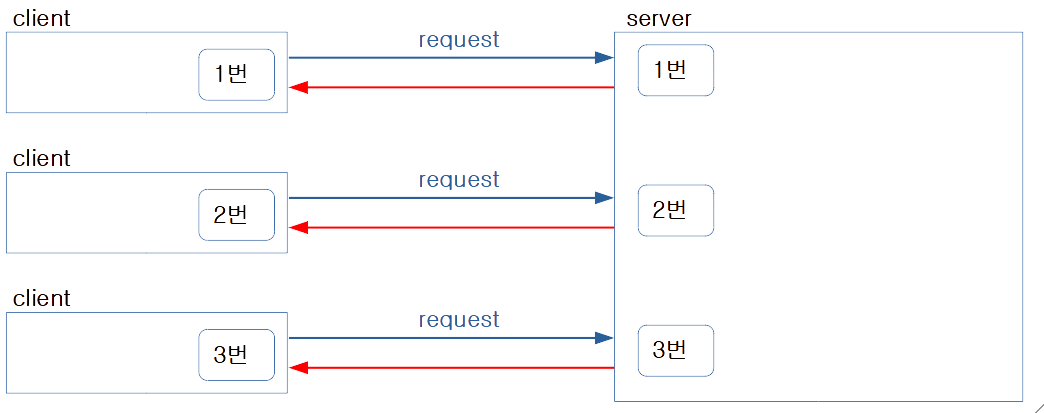 client
server
request
1번
1번
client
request
2번
2번
client
request
3번
3번